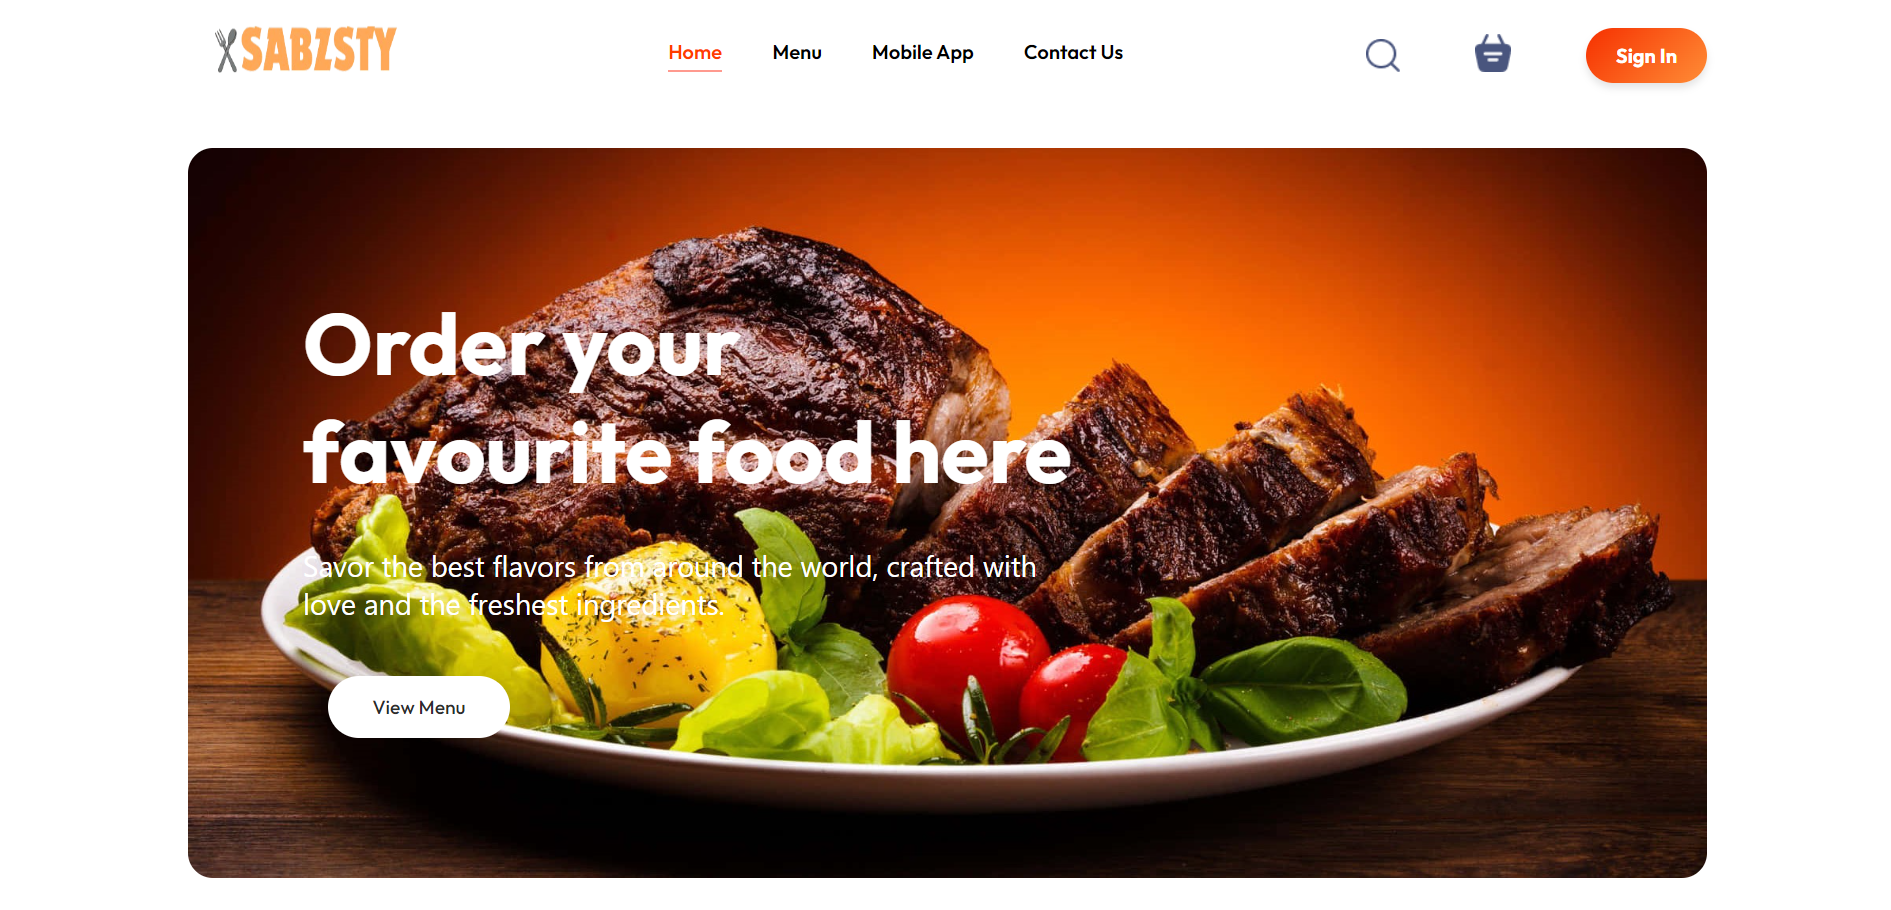 SABZSTY
Home
Menu
Mobile App
Contact Us
Sign In
Order your
favourite food here
Savor the best flavors from around the world, crafted with
love and the freshest ingredients.
View Menu